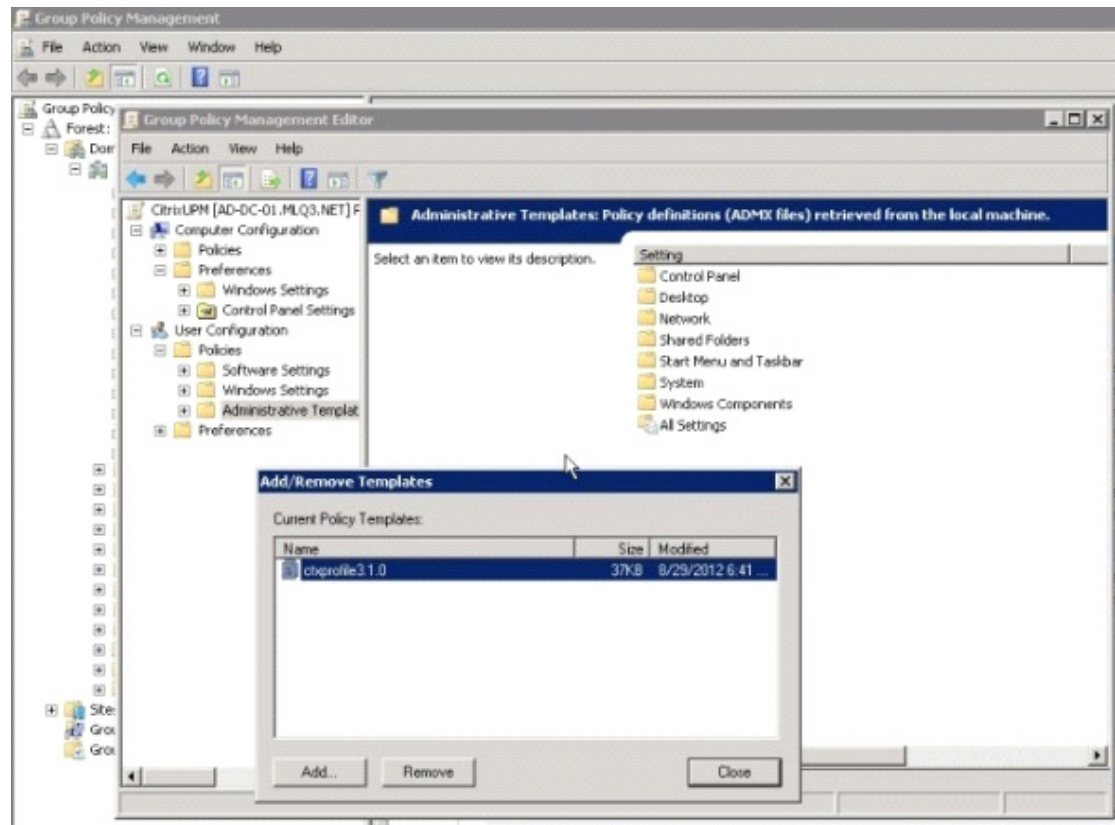 Group Policy Management
File Action View Window Help
Group Policy
Forest:
Dom
Group Policy Management Editor
File Action View Help
CitrixUPM [AD-DC-01.MLQ3.NET] F
Computer Configuration
Policies
Preferences
Windows Settings
Control Panel Settings
User Configuration
Policies
Software Settings
Windows Settings
Administrative Templat
Preferences
Site
Grou
Grou
Administrative Templates: Policy definitions (ADMX files) retrieved from the local machine.
Select an item to view its description.
Setting
Control Panel
Desktop
Network
Shared Folders
Start Menu and Taskbar
System
Windows Components
All Settings
Add/Remove Templates
Current Policy Templates:
Name Size Modified
ctxprofile3.1.0 37KB 8/29/2012 6:41 ...
Add... Remove Close